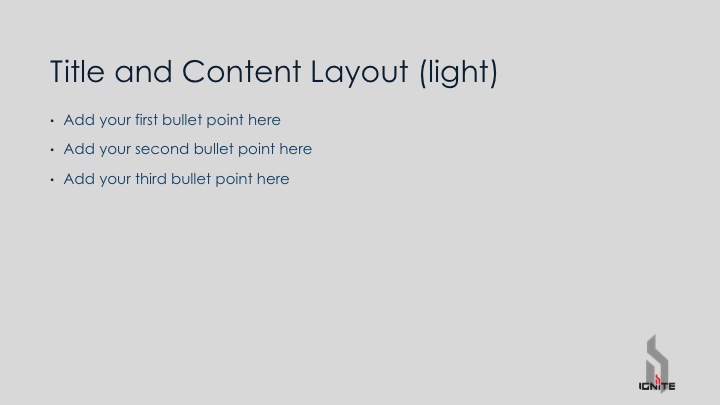 Title and Content Layout (light)
• Add your first bullet point here
• Add your second bullet point here
• Add your third bullet point here
IGNITE